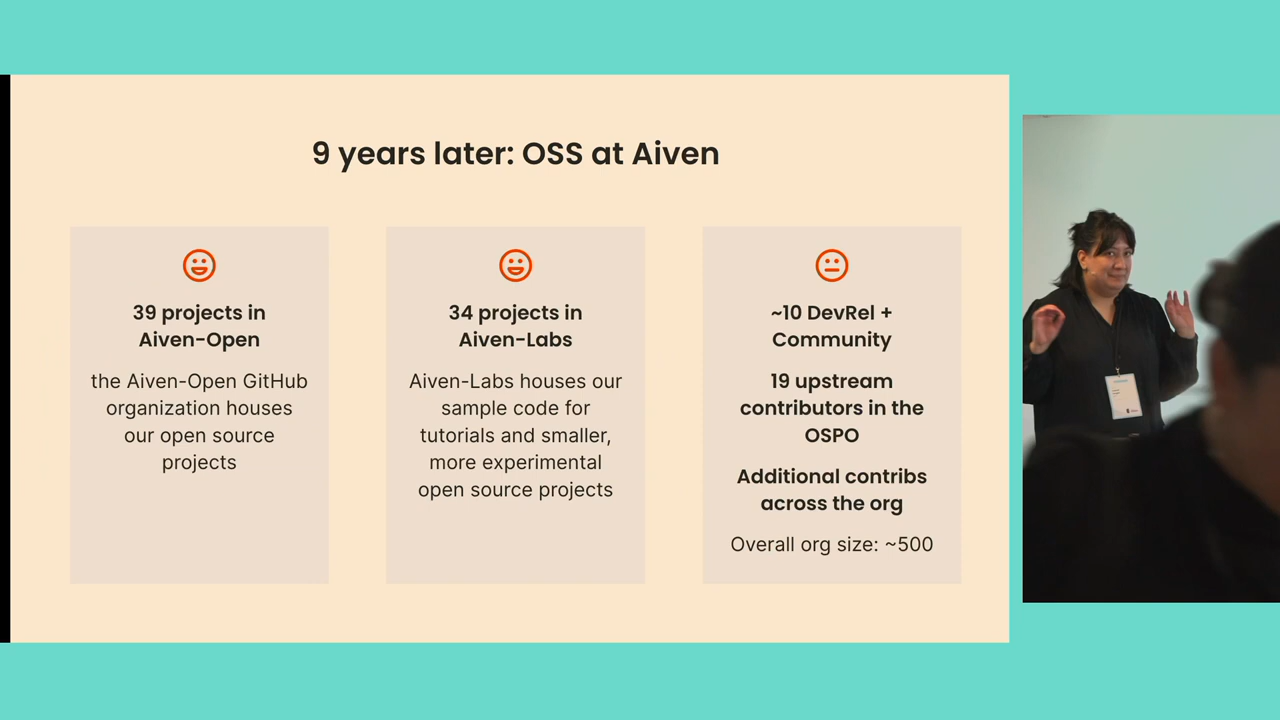 9 years later: OSS at Aiven
39 projects in
Aiven-Open
the Aiven-Open GitHub
organization houses
our open source
projects
34 projects in
Aiven-Labs
Aiven-Labs houses our
sample code for
tutorials and smaller,
more experimental
open source projects
~10 DevRel +
Community
19 upstream
contributors in the
OSPO
Additional contribs
across the org
Overall org size: ~500